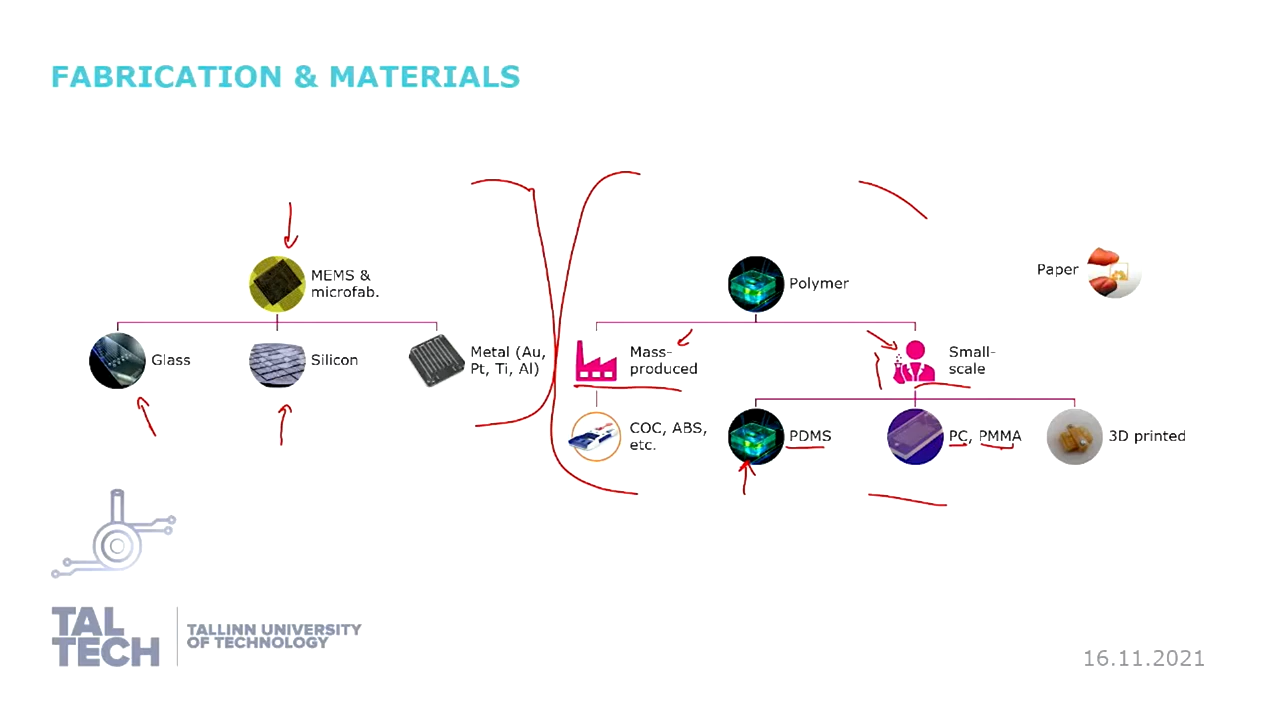 FABRICATION & MATERIALS
MEMS &
microfab.
Glass
Silicon
Metal (Au,
Pt, Ti, Al)
Polymer
Mass-
produced
Small-
scale
COC, ABS,
etc.
PDMS
PC, PMMA
3D printed
Paper
TAL
TECH
TALLINN UNIVERSITY
OF TECHNOLOGY
16.11.2021